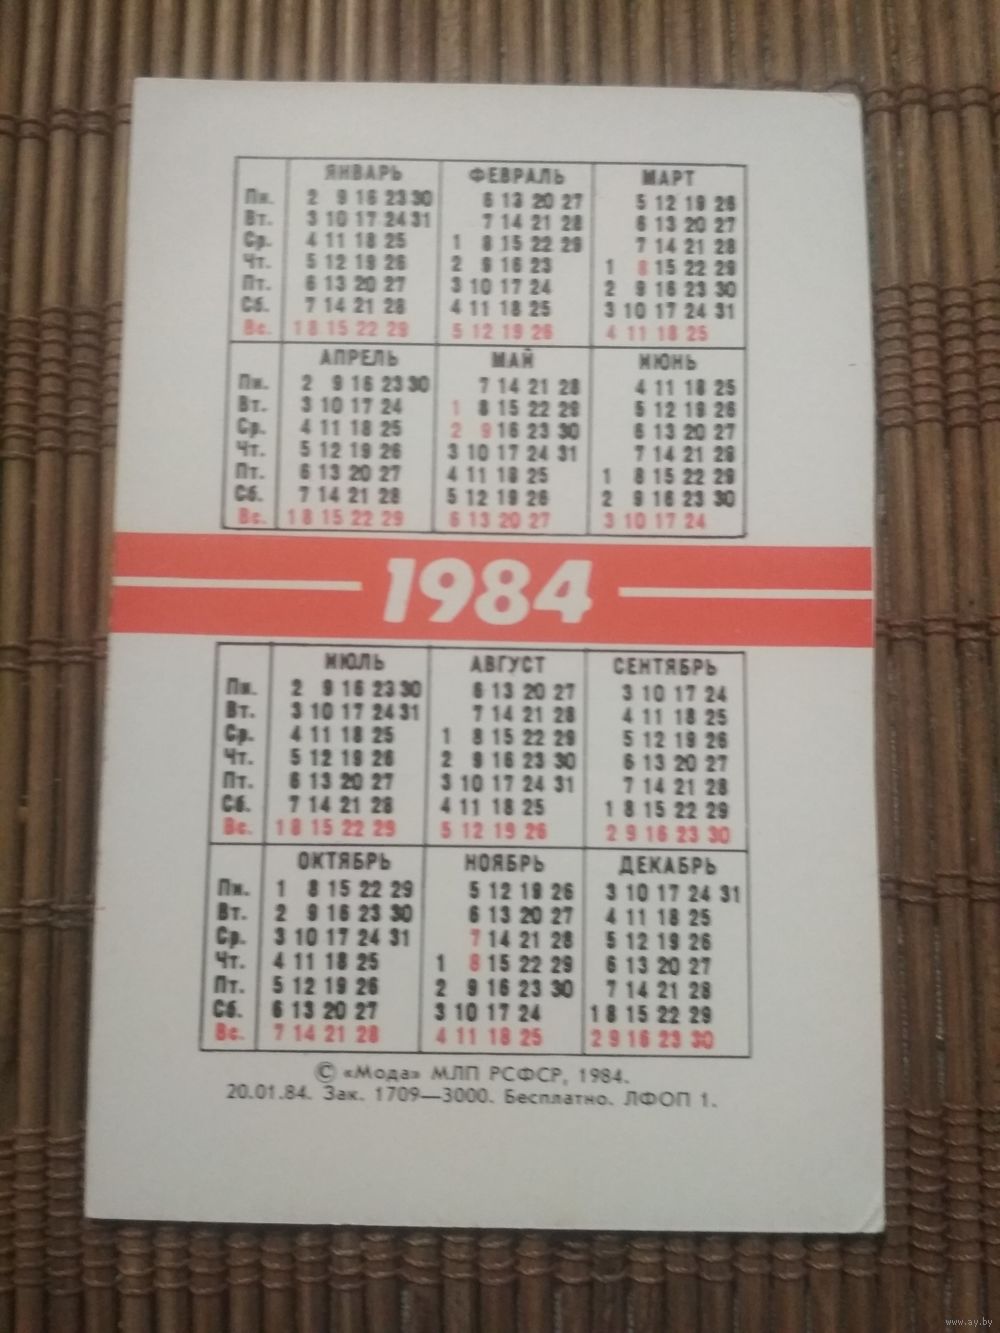 ЯНВАРЬ ФЕВРАЛЬ МАРТ
Пн. 2 9 16 23 30 6 13 20 27 5 12 19 26
Вт. 3 10 17 24 31 7 14 21 28 6 13 20 27
Ср. 4 11 18 25 1 8 15 22 29 7 14 21 28
Чт. 5 12 19 26 2 9 16 23 1 8 15 22 29
Пт. 6 13 20 27 3 10 17 24 2 9 16 23 30
Сб. 7 14 21 28 4 11 18 25 3 10 17 24 31
Вс. 1 8 15 22 29 5 12 19 26 4 11 18 25
АПРЕЛЬ МАЙ ИЮНЬ
Пн. 2 9 16 23 30 7 14 21 28 4 11 18 25
Вт. 3 10 17 24 1 8 15 22 29 5 12 19 26
Ср. 4 11 18 25 2 9 16 23 30 6 13 20 27
Чт. 5 12 19 26 3 10 17 24 31 7 14 21 28
Пт. 6 13 20 27 4 11 18 25 1 8 15 22 29
Сб. 7 14 21 28 5 12 19 26 2 9 16 23 30
Вс. 1 8 15 22 29 6 13 20 27 3 10 17 24
1984
ИЮЛЬ АВГУСТ СЕНТЯБРЬ
Пн. 2 9 16 23 30 6 13 20 27 3 10 17 24
Вт. 3 10 17 24 31 7 14 21 28 4 11 18 25
Ср. 4 11 18 25 1 8 15 22 29 5 12 19 26
Чт. 5 12 19 26 2 9 16 23 30 6 13 20 27
Пт. 6 13 20 27 3 10 17 24 31 7 14 21 28
Сб. 7 14 21 28 4 11 18 25 1 8 15 22 29
Вс. 1 8 15 22 29 5 12 19 26 2 9 16 23 30
ОКТЯБРЬ НОЯБРЬ ДЕКАБРЬ
Пн. 1 8 15 22 29 5 12 19 26 3 10 17 24 31
Вт. 2 9 16 23 30 6 13 20 27 4 11 18 25
Ср. 3 10 17 24 31 7 14 21 28 5 12 19 26
Чт. 4 11 18 25 1 8 15 22 29 6 13 20 27
Пт. 5 12 19 26 2 9 16 23 30 7 14 21 28
Сб. 6 13 20 27 3 10 17 24 1 8 15 22 29
Вс. 7 14 21 28 4 11 18 25 2 9 16 23 30
© «Мода» МЛП РСФСР, 1984.
20.01.84. Зак. 1709—3000. Бесплатно. ЛФОП 1.
www.ay.by